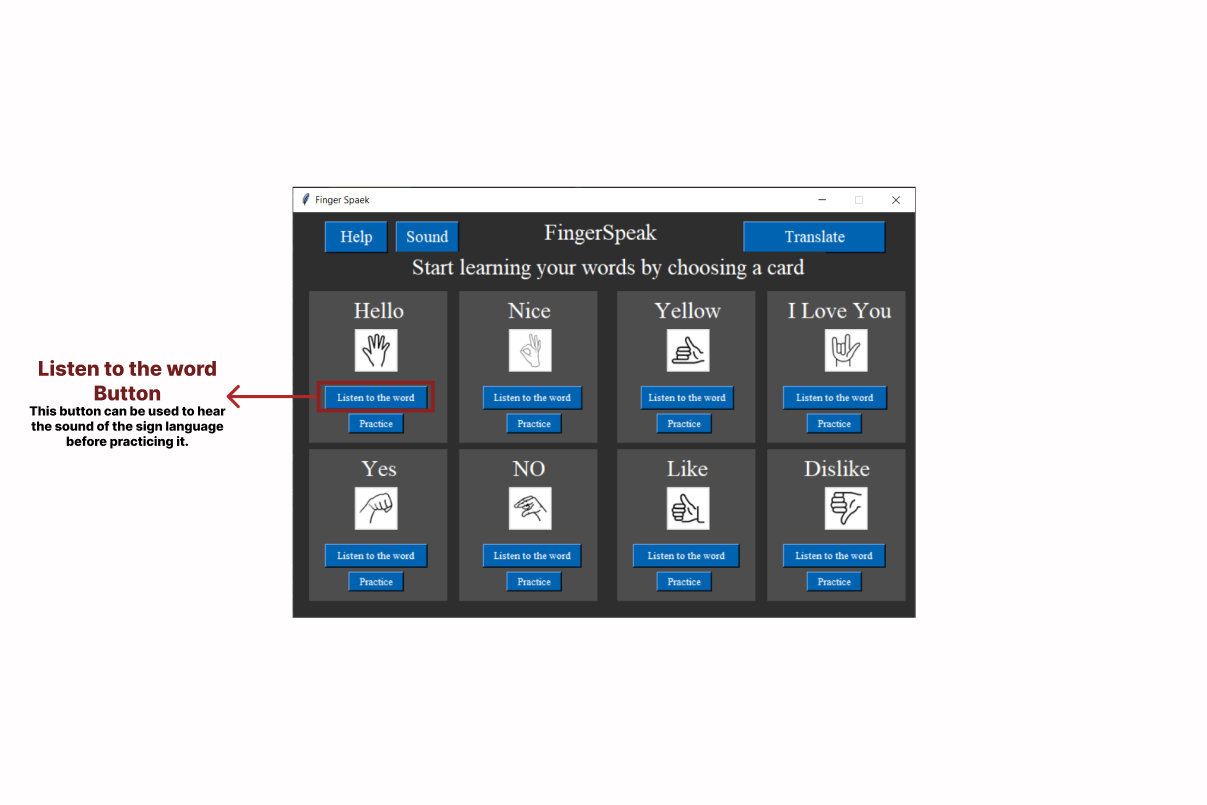 Finger Spaek
Help
Sound
FingerSpeak
Translate
Start learning your words by choosing a card
Hello
Nice
Yellow
I Love You
Listen to the word
Listen to the word
Listen to the word
Listen to the word
Practice
Practice
Practice
Practice
Yes
NO
Like
Dislike
Listen to the word
Listen to the word
Listen to the word
Listen to the word
Practice
Practice
Practice
Practice
Listen to the word
Button
This button can be used to hear
the sound of the sign language
before practicing it.